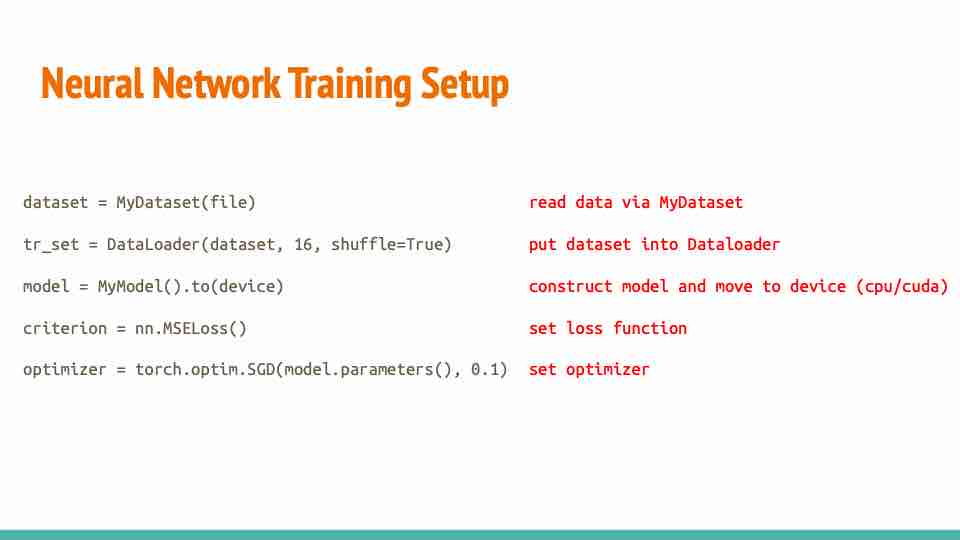 Neural Network Training Setup
dataset = MyDataset(file) read data via MyDataset
tr_set = DataLoader(dataset, 16, shuffle=True) put dataset into Dataloader
model = MyModel().to(device) construct model and move to device (cpu/cuda)
criterion = nn.MSELoss() set loss function
optimizer = torch.optim.SGD(model.parameters(), 0.1) set optimizer